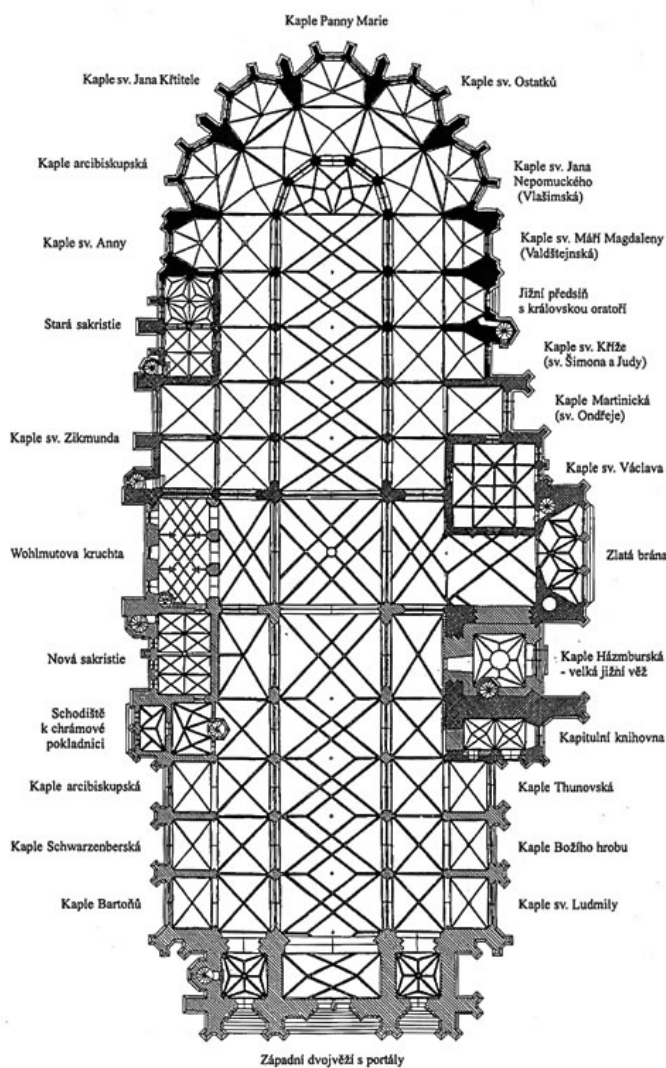 Kaple Panny Marie
Kaple sv. Jana Křtitele
Kaple sv. Ostatků
Kaple arcibiskupská
Kaple sv. Jana
Nepomuckého
(Vlašimská)
Kaple sv. Anny
Kaple sv. Máří Magdaleny
(Valdštejnská)
Jižní předsíň
s královskou oratoří
Stará sakristie
Kaple sv. Kříže
(sv. Šimona a Judy)
Kaple Martinická
(sv. Ondřeje)
Kaple sv. Zikmunda
Kaple sv. Václava
Wohlmutova kruchta
Zlatá brána
Nová sakristie
Kaple Házmburská
- velká jižní věž
Schodiště
k chrámové
pokladnici
Kapitulní knihovna
Kaple arcibiskupská
Kaple Thunovská
Kaple Schwarzenberská
Kaple Božího hrobu
Kaple Bartoňů
Kaple sv. Ludmily
Západní dvojvěží s portály